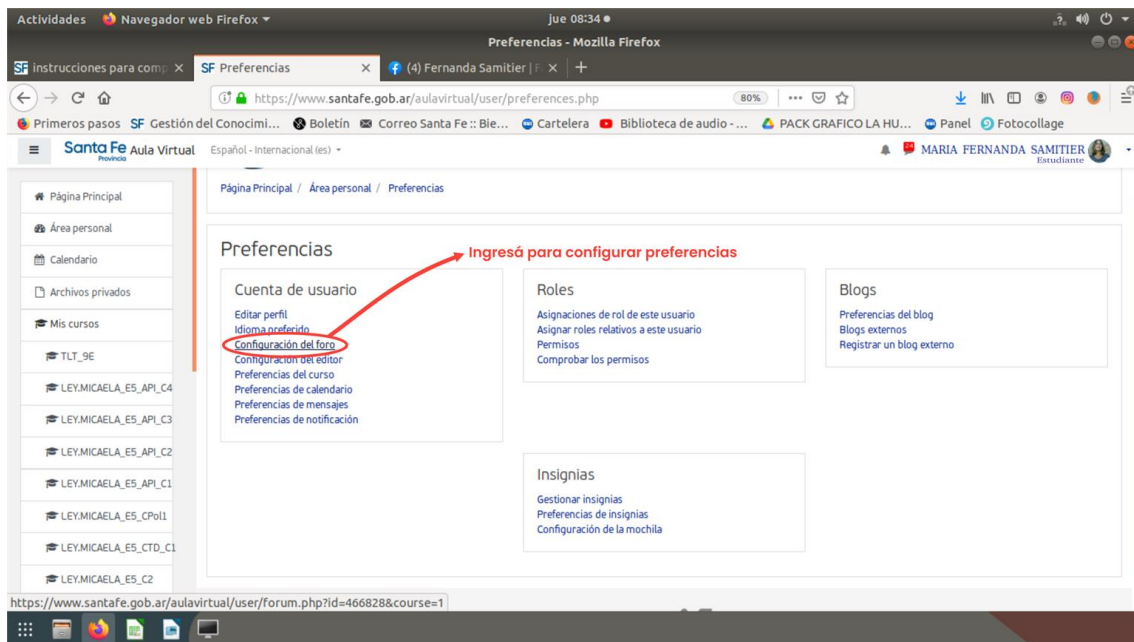 Actividades Navegador web Firefox jue 08:34
Preferencias - Mozilla Firefox
SF instrucciones para comp
SF Preferencias
(4) Fernanda Samitier | F
https://www.santafe.gob.ar/aulavirtual/user/preferences.php 80%
Primeros pasos SF Gestión del Conocimi... Boletín Correo Santa Fe :: Bie... Cartelera Biblioteca de audio - ... PACK GRAFICO LA HU... Panel Fotocollage
Santa Fe Provincia Aula Virtual Español - Internacional (es) MARIA FERNANDA SAMITIER
Estudiante
Página Principal / Área personal / Preferencias
Página Principal
Área personal
Calendario
Archivos privados
Mis cursos
TLT_9E
LEY.MICAELA_E5_API_C4
LEY.MICAELA_E5_API_C3
LEY.MICAELA_E5_API_C2
LEY.MICAELA_E5_API_C1
LEY.MICAELA_E5_CPol1
LEY.MICAELA_E5_CTD_C1
LEY.MICAELA_E5_C2
Preferencias
Ingresá para configurar preferencias
Cuenta de usuario
Editar perfil
Idioma preferido
Configuración del foro
Configuración del editor
Preferencias del curso
Preferencias de calendario
Preferencias de mensajes
Preferencias de notificación
Roles
Asignaciones de rol de este usuario
Asignar roles relativos a este usuario
Permisos
Comprobar los permisos
Blogs
Preferencias del blog
Blogs externos
Registrar un blog externo
Insignias
Gestionar insignias
Preferencias de insignias
Configuración de la mochila
https://www.santafe.gob.ar/aulavirtual/user/forum.php?id=466828&course=1